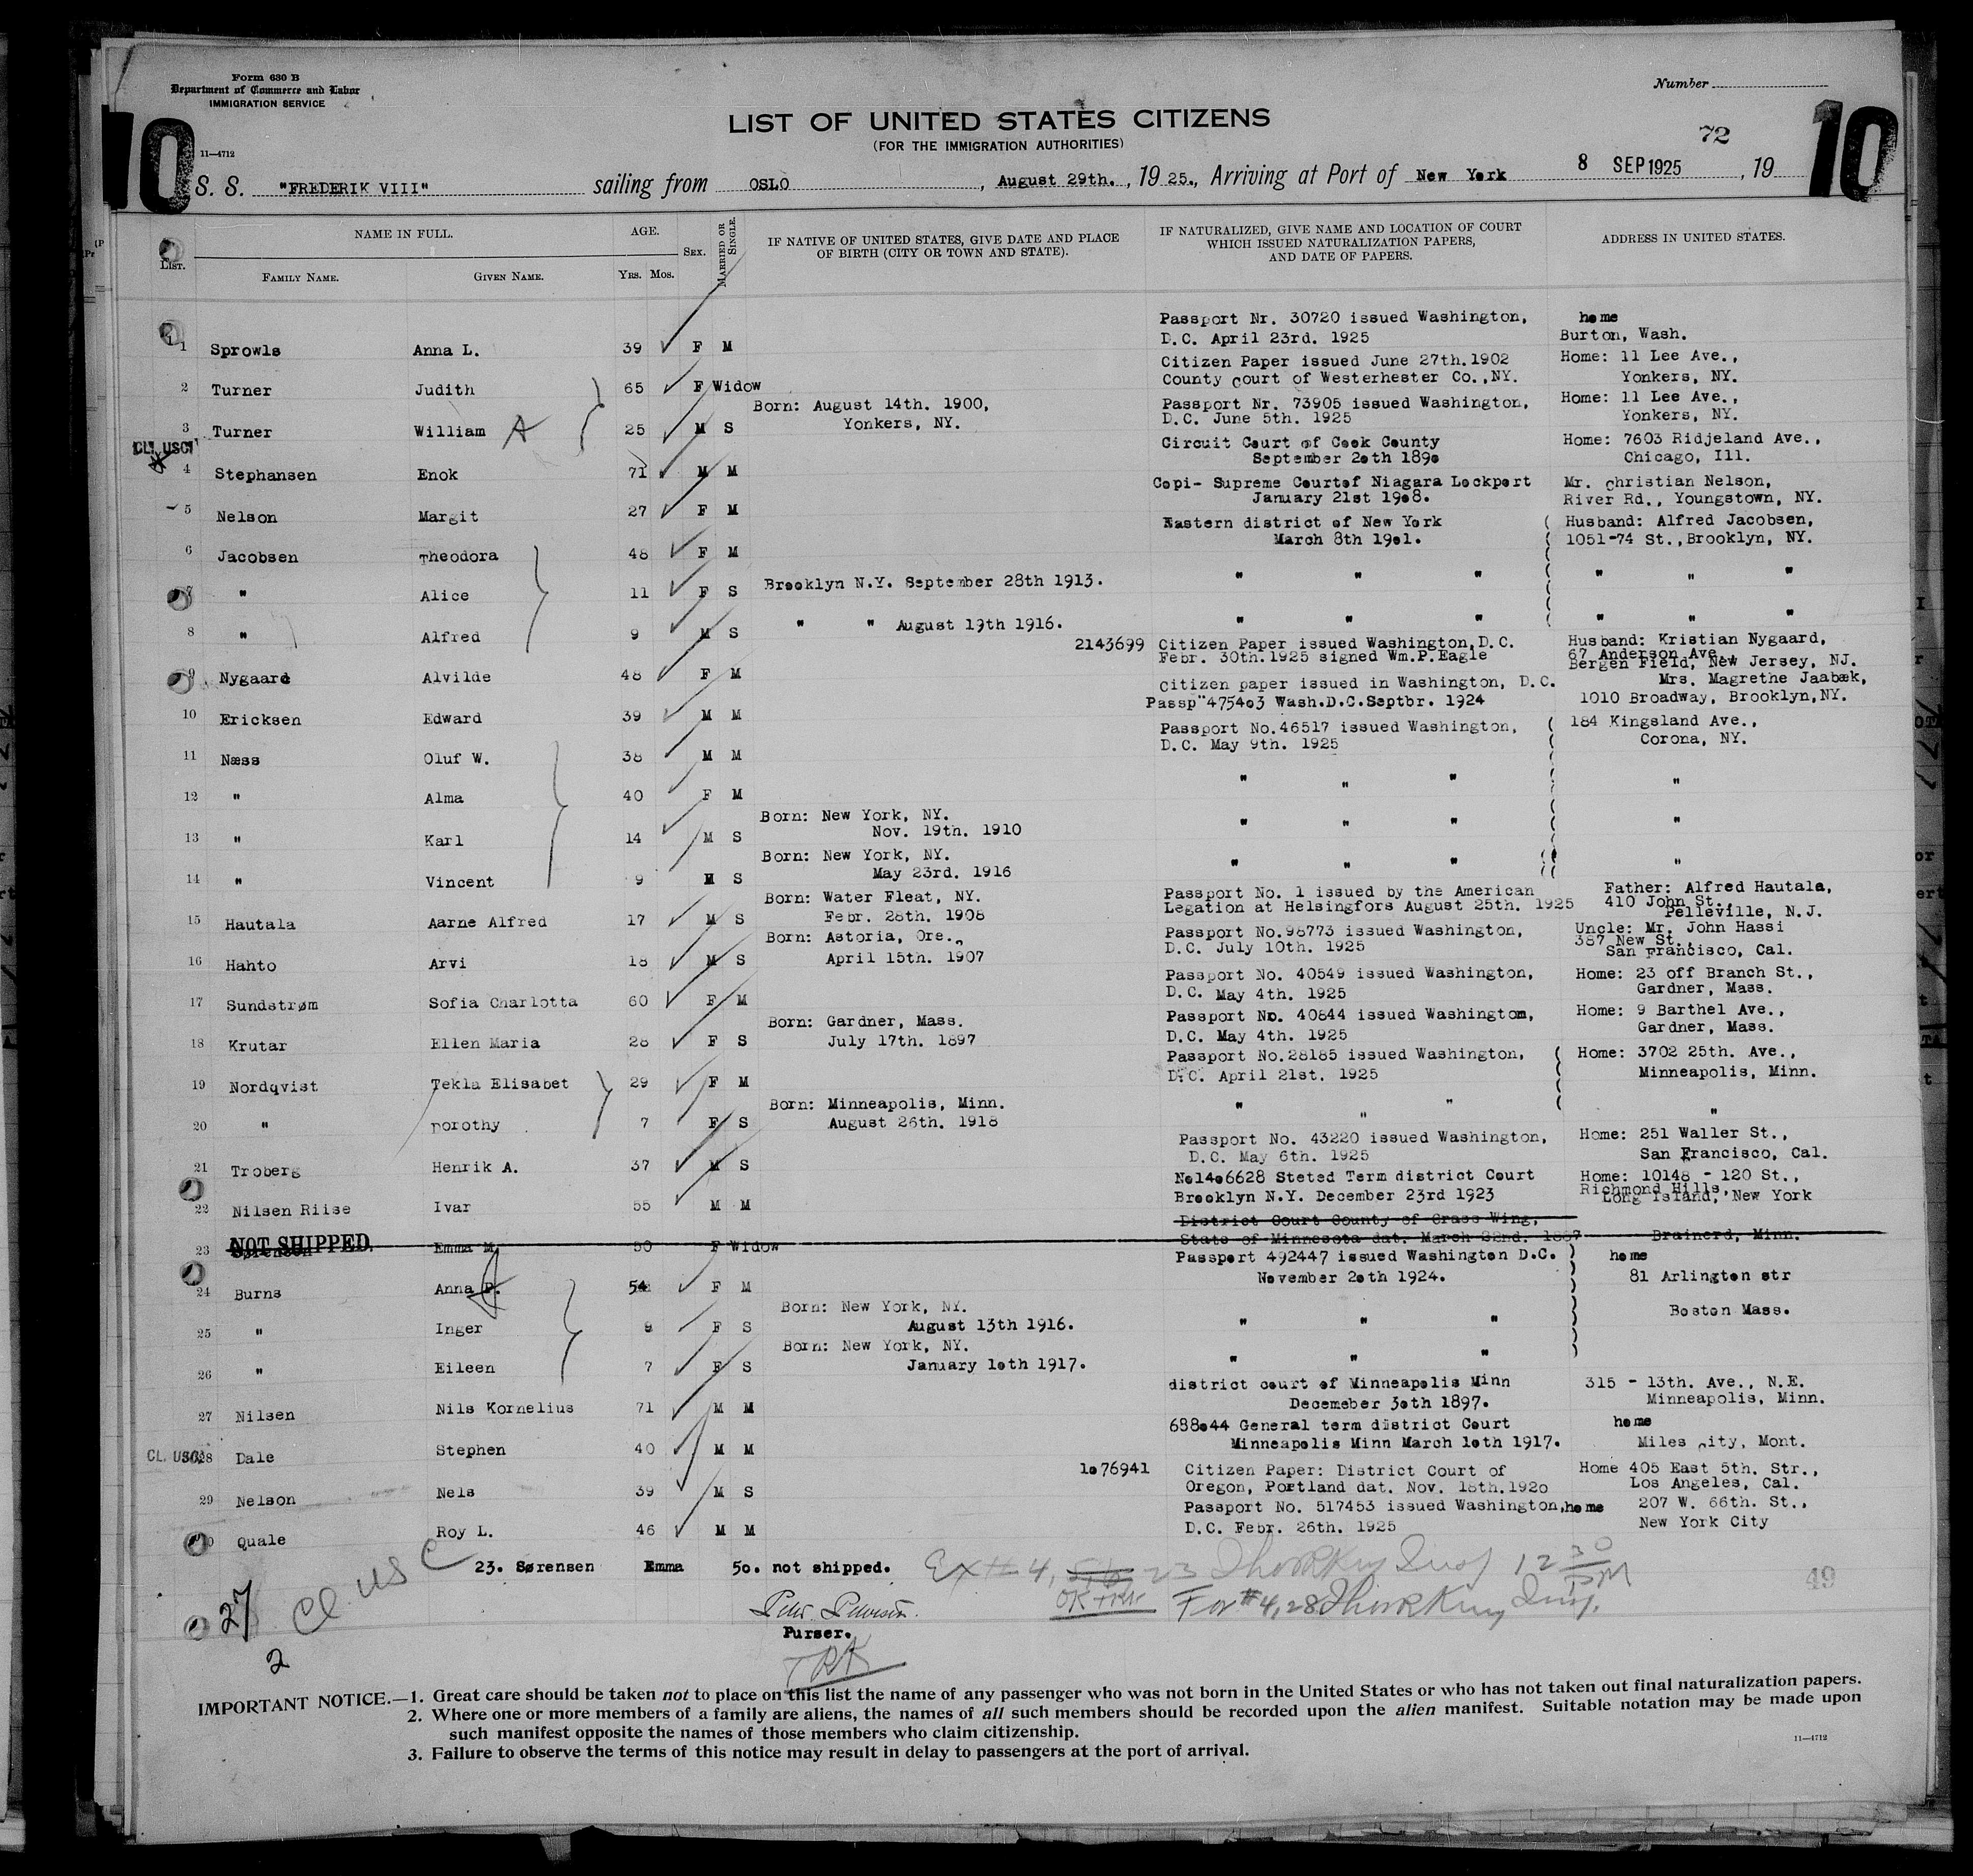 Form 630 B
Department of Commerce and Labor
IMMIGRATION SERVICE
Number
LIST OF UNITED STATES CITIZENS
(FOR THE IMMIGRATION AUTHORITIES)
72
10
10
11—4712
S. S. "FREDERIK VIII" sailing from OSLO, August 29th., 1925., Arriving at Port of New York 8 SEP 1925, 19
LIST.
NAME IN FULL.
FAMILY NAME.
GIVEN NAME.
AGE.
YRS. MOS.
SEX.
MARRIED OR SINGLE.
IF NATIVE OF UNITED STATES, GIVE DATE AND PLACE
OF BIRTH (CITY OR TOWN AND STATE).
IF NATURALIZED, GIVE NAME AND LOCATION OF COURT
WHICH ISSUED NATURALIZATION PAPERS,
AND DATE OF PAPERS.
ADDRESS IN UNITED STATES.
Passport Nr. 30720 issued Washington, home
1 Sprowls Anna L. 39 F M D.C. April 23rd. 1925 Burton, Wash.
Citizen Paper issued June 27th.1902 Home: 11 Lee Ave.,
2 Turner Judith 65 F Widow County court of Westerhester Co.,NY. Yonkers, NY.
Born: August 14th. 1900, Passport Nr. 73905 issued Washington, Home: 11 Lee Ave.,
3 Turner William A 25 M S Yonkers, NY. D.C. June 5th. 1925 Yonkers, NY.
CL. USC
Circuit Court of Cook County Home: 7603 Ridjeland Ave.,
4 Stephansen Enok 71 M M September 20th 1890 Chicago, Ill.
Copi- Supreme Courtof Niagara Lockport Mr. christian Nelson,
5 Nelson Margit 27 F M January 21st 1908. River Rd., Youngstown, NY.
Eastern district of New York Husband: Alfred Jacobsen,
6 Jacobsen Theodora 48 F M March 8th 1901. 1051-74 St.,Brooklyn, NY.
7 " Alice 11 F S Brooklyn N.Y. September 28th 1913. " " " " " "
8 " Alfred 9 M S " " August 19th 1916. " " " " " "
2143699 Citizen Paper issued Washington,D.C. Husband: Kristian Nygaard,
Febr. 30th.1925 signed Wm.P.Eagle 67 Anderson Ave.,
9 Nygaard Alvilde 48 F M Bergen Field, New Jersey, NJ.
Citizen paper issued in Washington, D.C. Mrs. Magrethe Jaabæk,
10 Ericksen Edward 39 M M Passp"475403 Wash.D.C.Septbr. 1924 1010 Broadway, Brooklyn,NY.
Passport No.46517 issued Washington, 184 Kingsland Ave.,
11 Næss Oluf W. 38 M M D.C. May 9th. 1925 Corona, NY.
12 " Alma 40 F M " " " "
Born: New York, NY.
13 " Karl 14 M S Nov. 19th. 1910 " " " "
Born: New York, NY.
14 " Vincent 9 M S May 23rd. 1916 " " " "
Born: Water Fleat, NY. Passport No. 1 issued by the American Father: Alfred Hautala,
15 Hautala Aarne Alfred 17 M S Febr. 28th. 1908 Legation at Helsingfors August 25th. 1925 410 John St.,
Pelleville, N.J.
Born: Astoria, Ore., Passport No.98773 issued Washington, Uncle: Mr. John Hassi
16 Hahto Arvi 18 M S April 15th. 1907 D.C. July 10th. 1925 387 New St.,
San Francisco, Cal.
Passport No. 40549 issued Washington, Home: 23 off Branch St.,
17 Sundstrøm Sofia Charlotta 60 F M D.C. May 4th. 1925 Gardner, Mass.
Born: Gardner, Mass. Passport No. 40844 issued Washington, Home: 9 Barthel Ave.,
18 Krutar Ellen Maria 28 F S July 17th. 1897 D.C. May 4th. 1925 Gardner, Mass.
Passport No.28185 issued Washington, Home: 3702 25th. Ave.,
19 Nordqvist Tekla Elisabet 29 F M D.C. April 21st. 1925 Minneapolis, Minn.
Born: Minneapolis, Minn.
20 " Dorothy 7 F S August 26th. 1918 " " " "
Passport No. 43220 issued Washington, Home: 251 Waller St.,
21 Troberg Henrik A. 37 M S D.C. May 6th. 1925 San Francisco, Cal.
No1406628 Steted Term district Court Home: 10148 - 120 St.,
22 Nilsen Riise Ivar 55 M M Brooklyn N.Y. December 23rd 1923 Richmond Hills,
Long Island, New York
District Court County of Crass Wing,
NOT SHIPPED.
23 Sørensen Emma M. 50 F Widow State of Minnesota dat. March 22nd. 1887 Brainerd, Minn.
Passport 492447 issued Washington D.C. home
24 Burns Anna P. 54 F M November 20th 1924. 81 Arlington str
Born: New York, NY. Boston Mass.
25 " Inger 9 F S August 13th 1916. " " "
Born: New York, NY.
26 " Eileen 7 F S January 10th 1917. " " "
district court of Minneapolis Minn 315 - 13th. Ave., N.E.
27 Nilsen Nils Kornelius 71 M M Decemeber 30th 1897. Minneapolis, Minn.
688044 General term district Court home
CL. USC 28 Dale Stephen 40 M M Minneapolis Minn March 10th 1917. Miles City, Mont.
1076941 Citizen Paper: District Court of Home 405 East 5th. Str.,
29 Nelson Nels 39 M S Oregon, Portland dat. Nov. 18th.1920 Los Angeles, Cal.
Passport No. 517453 issued Washington, home 207 W. 66th. St.,
30 Quale Roy L. 46 M M D.C. Febr. 26th. 1925 New York City
23. Sørensen Emma 50. not shipped.
Ex # 4, 23 Insp 12 30 PM
49
27 Cl USC
OK TRK For # 4, 28 Insp.
Purser.
2
TRK
IMPORTANT NOTICE.—1. Great care should be taken not to place on this list the name of any passenger who was not born in the United States or who has not taken out final naturalization papers.
2. Where one or more members of a family are aliens, the names of all such members should be recorded upon the alien manifest. Suitable notation may be made upon
such manifest opposite the names of those members who claim citizenship.
3. Failure to observe the terms of this notice may result in delay to passengers at the port of arrival.
11—4712